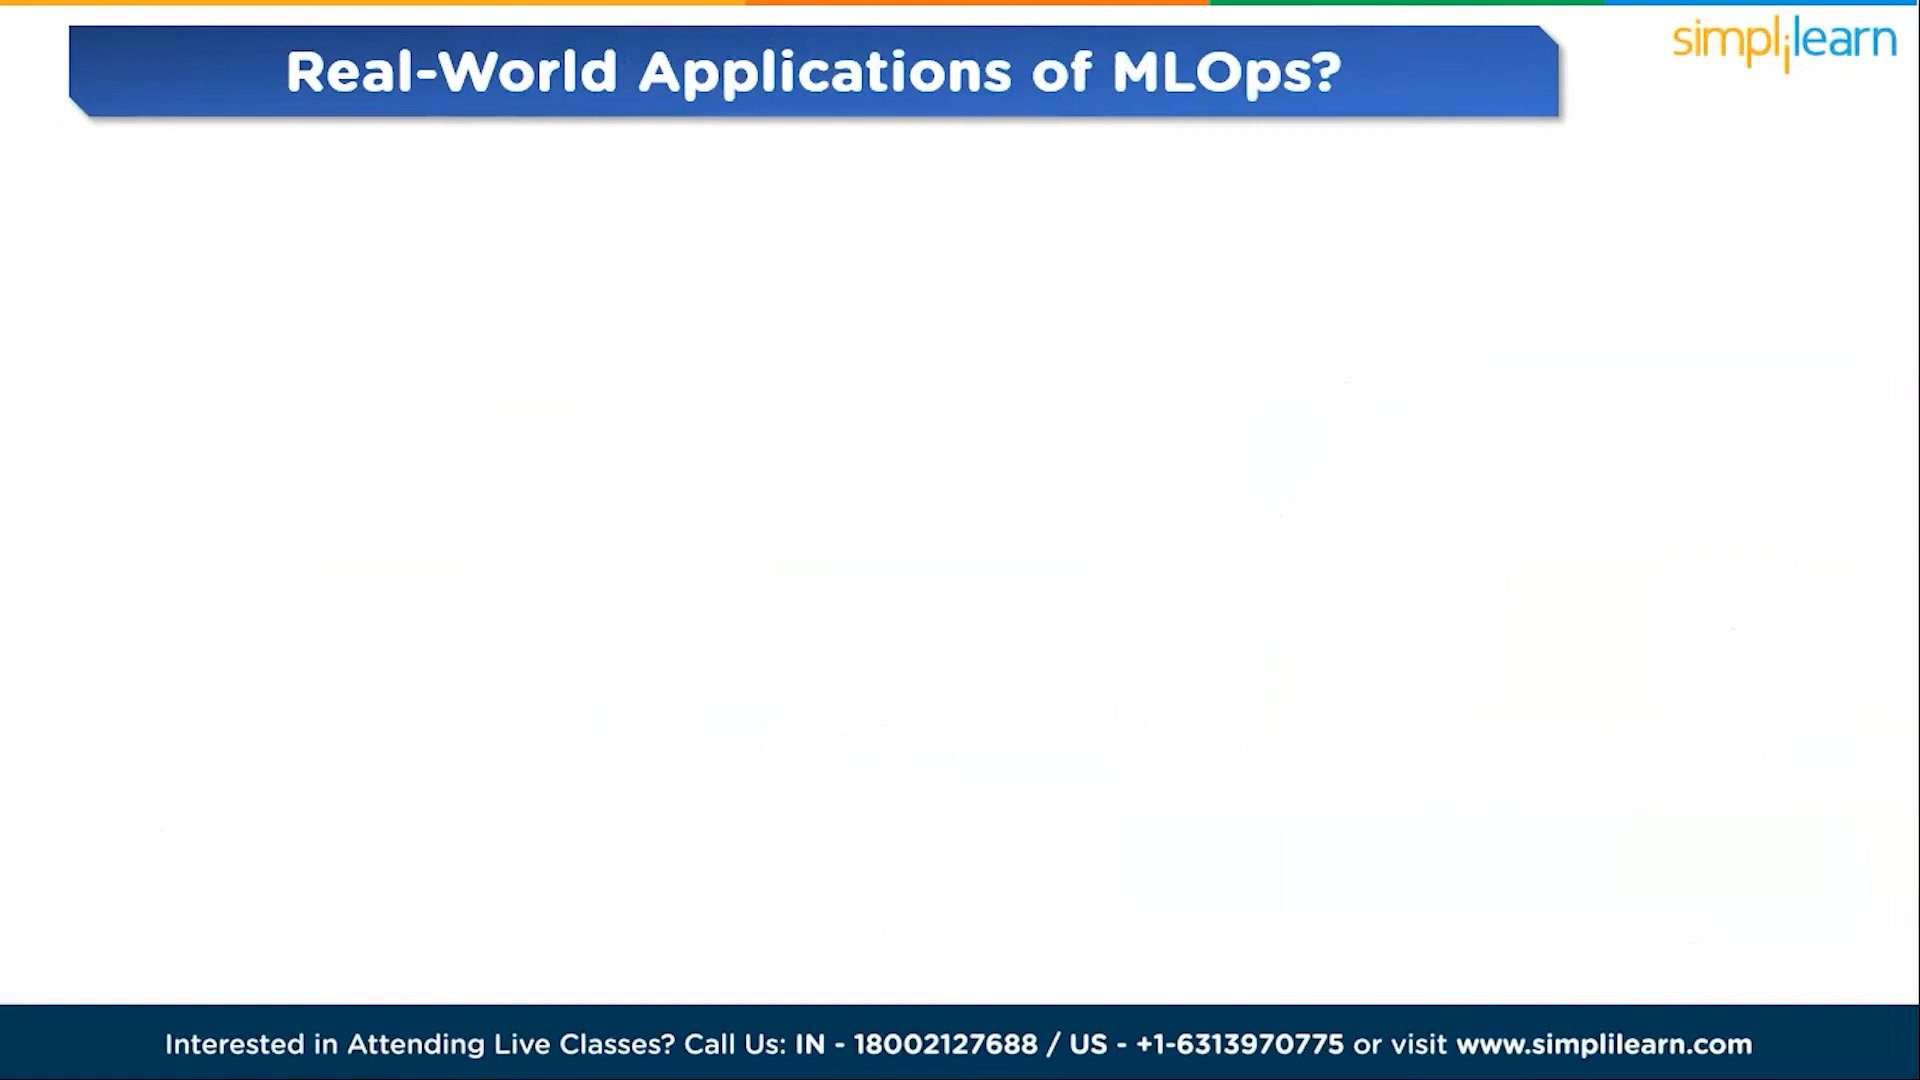 Real-World Applications of MLOps?
simplilearn
Interested in Attending Live Classes? Call Us: IN - 18002127688 / US - +1-6313970775 or visit www.simplilearn.com